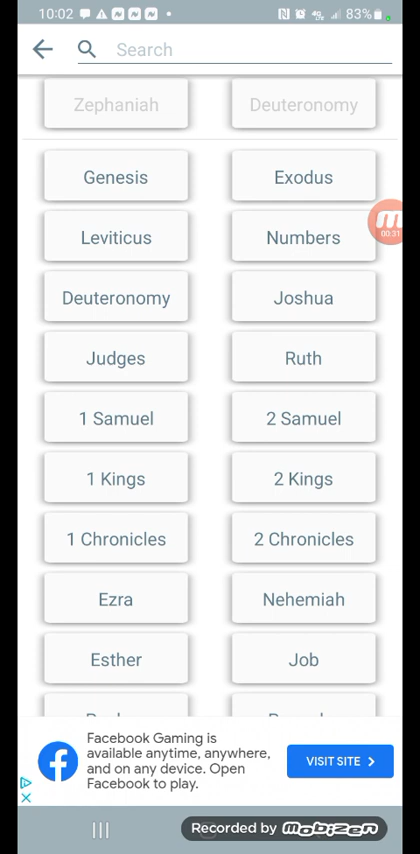 10:02 83%
Search
Zephaniah Deuteronomy
Genesis Exodus
00:31
Leviticus Numbers
Deuteronomy Joshua
Judges Ruth
1 Samuel 2 Samuel
1 Kings 2 Kings
1 Chronicles 2 Chronicles
Ezra Nehemiah
Esther Job
Facebook Gaming is
available anytime, anywhere,
and on any device. Open
Facebook to play.
VISIT SITE
Recorded by mobizen